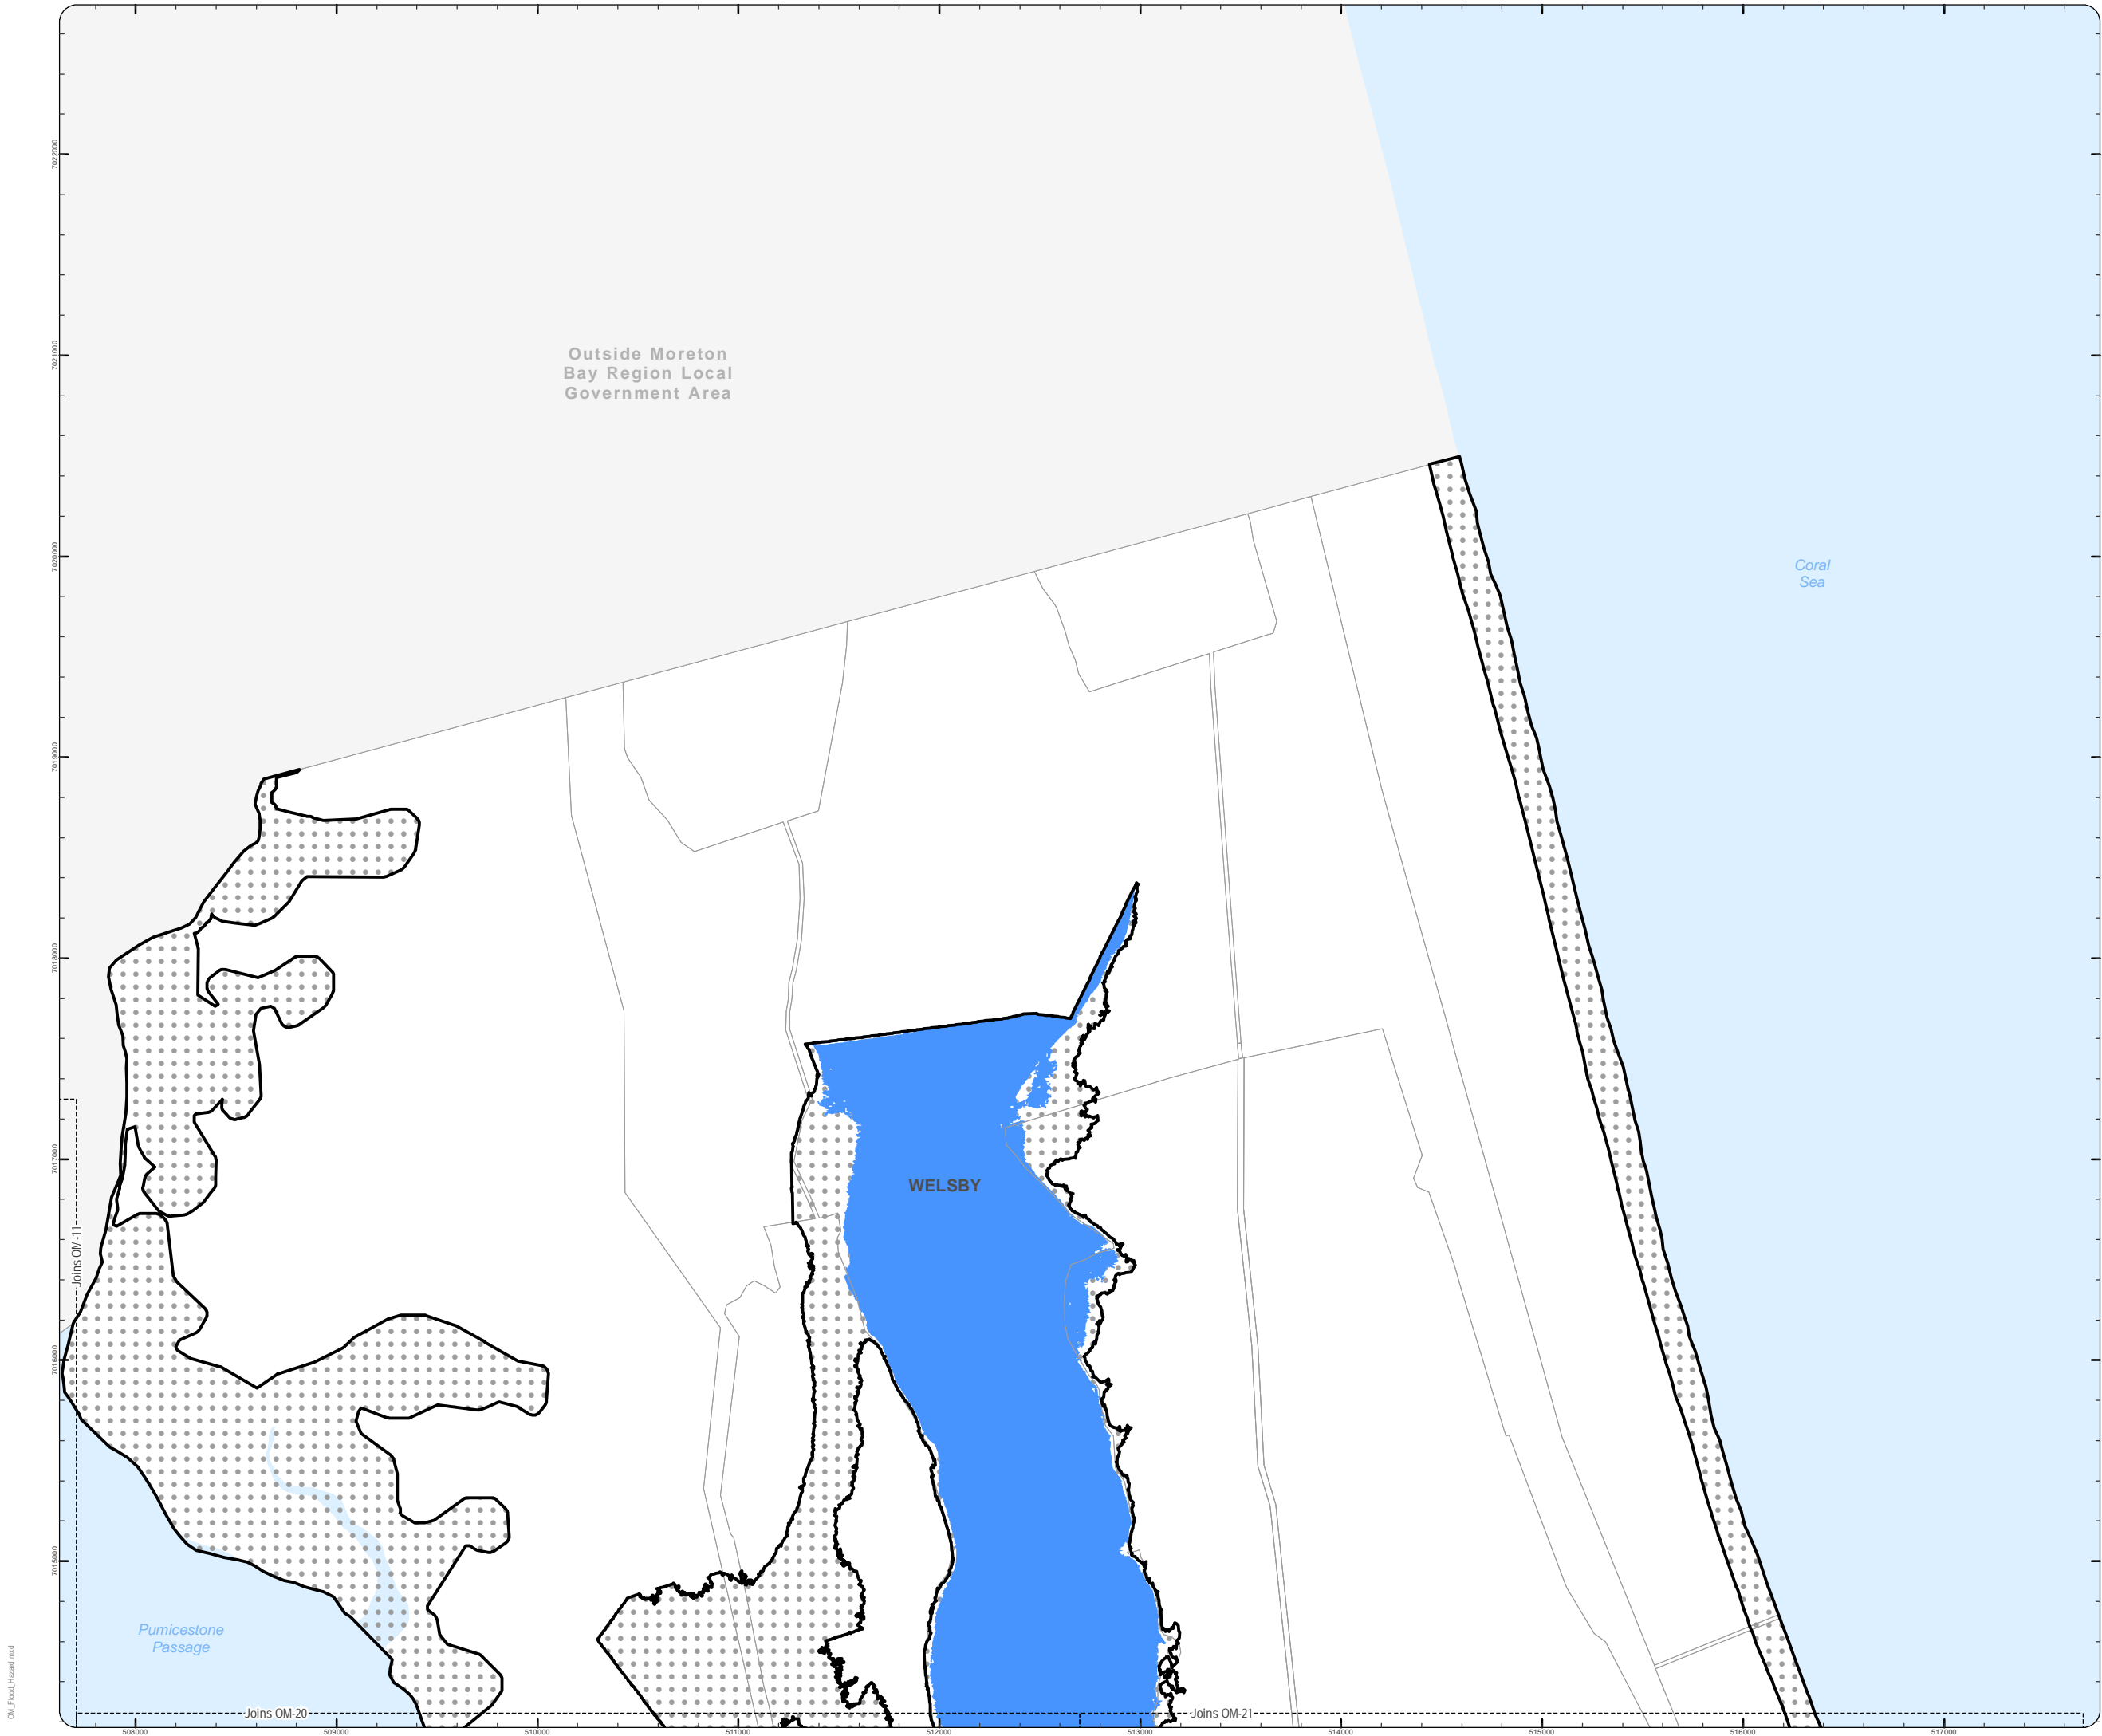 7022000
7021000
Outside Moreton
Bay Region Local
Government Area
7020000
Coral
Sea
7019000
7018000
7017000
WELSBY
Joins OM-11
7016000
7015000
Pumicestone
Passage
OM_Flood_Hazard.mxd
Joins OM-20
Joins OM-21
508000
509000
510000
511000
512000
513000
514000
515000
516000
517000